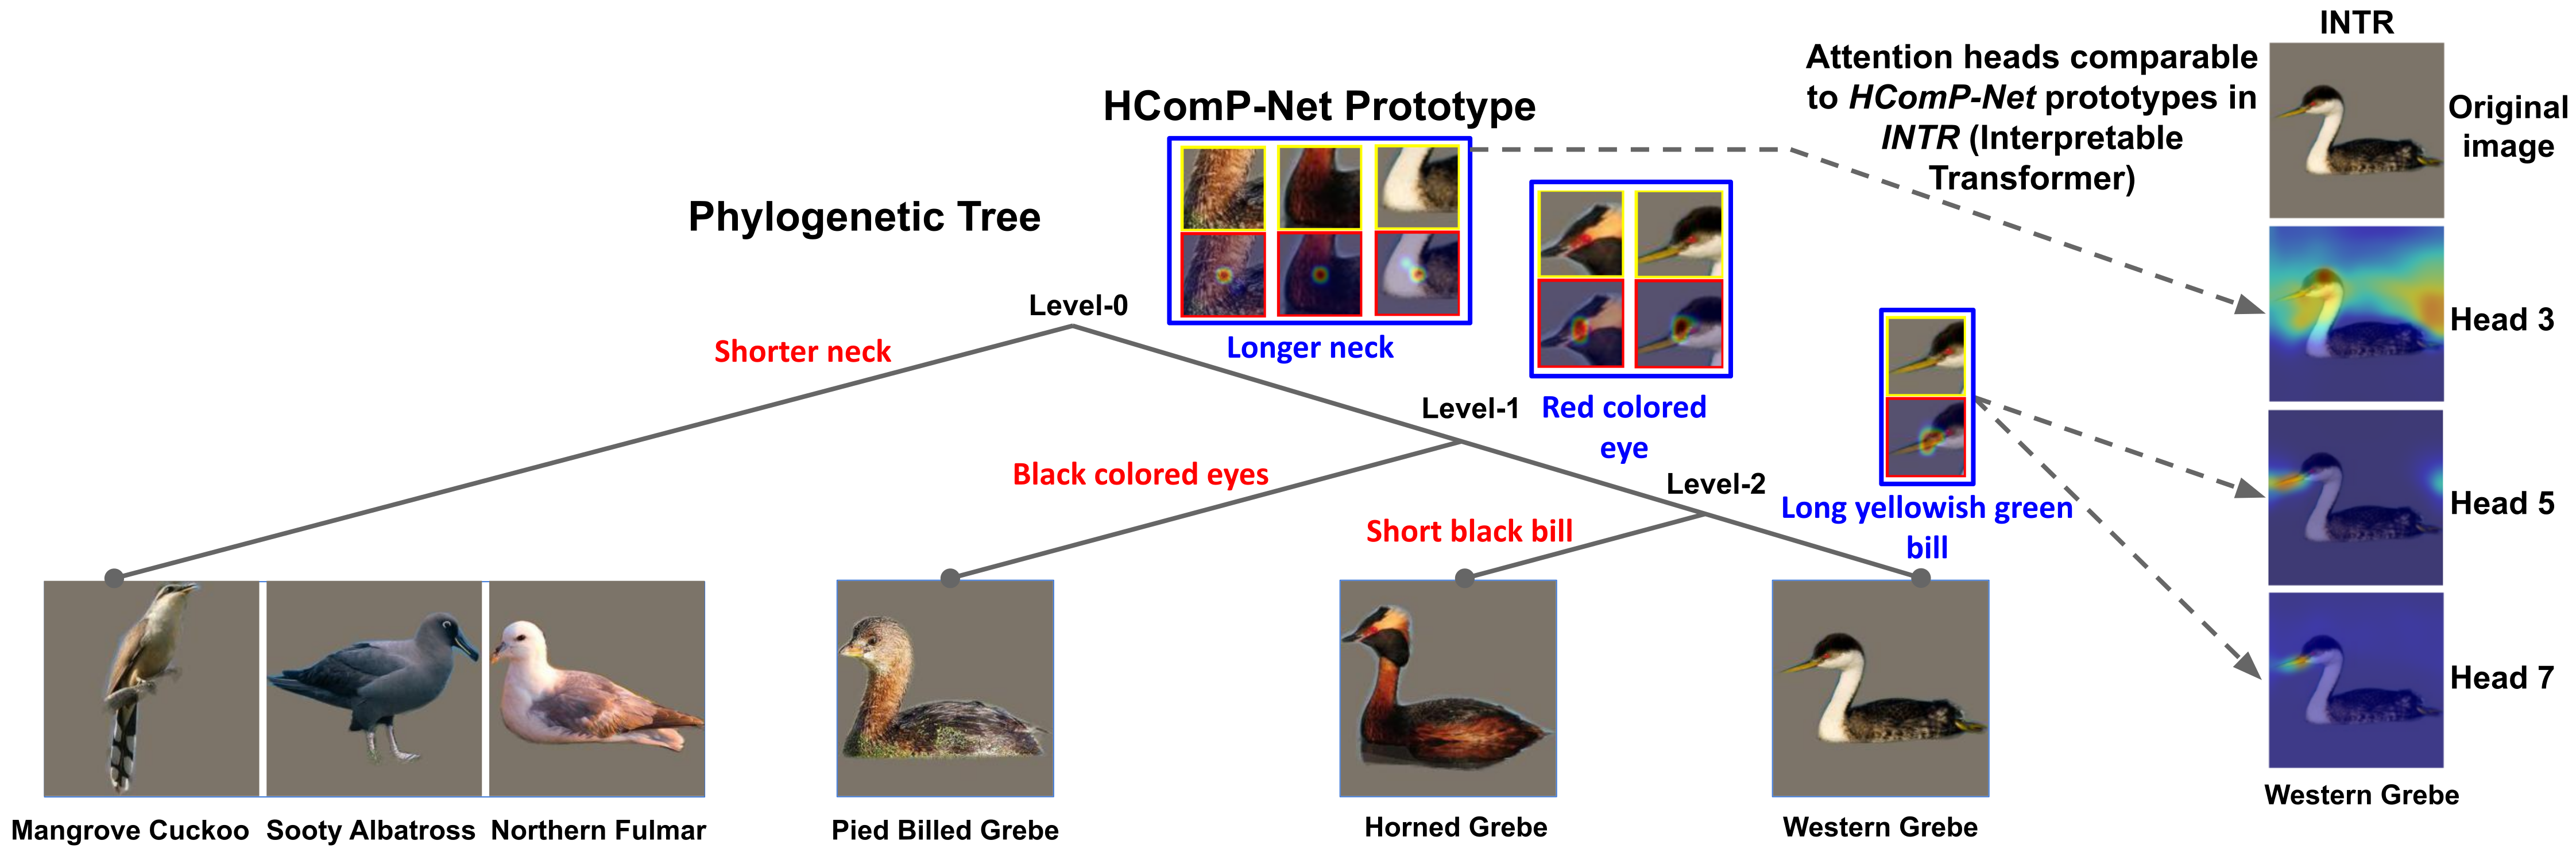 INTR
Attention heads comparable
to HComP-Net prototypes in
INTR (Interpretable
Transformer)
Original
image
HComP-Net Prototype
Phylogenetic Tree
Level-0
Shorter neck
Longer neck
Head 3
Level-1
Red colored
eye
Black colored eyes
Level-2
Short black bill
Long yellowish green
bill
Head 5
Head 7
Western Grebe
Mangrove Cuckoo
Sooty Albatross
Northern Fulmar
Pied Billed Grebe
Horned Grebe
Western Grebe